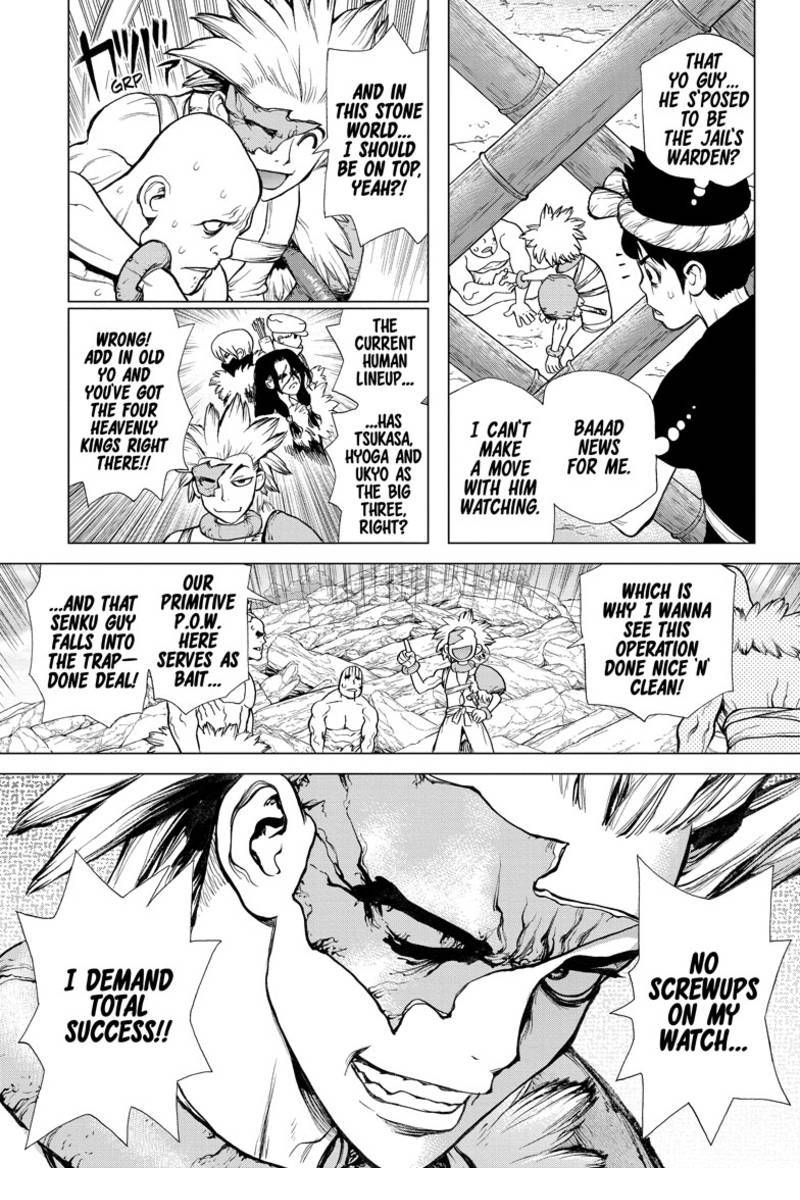 THAT
YO GUY...
HE S'POSED
TO BE
THE JAIL'S
WARDEN?
BAAAD
NEWS
FOR ME.
I CAN'T
MAKE
A MOVE
WITH HIM
WATCHING.
ガッ
GRP
AND IN
THIS STONE
WORLD...
I SHOULD
BE ON TOP,
YEAH?!
THE
CURRENT
HUMAN
LINEUP...
...HAS
TSUKASA,
HYOGA AND
UKYO AS
THE BIG
THREE,
RIGHT?
WRONG!
ADD IN OLD
YO AND
YOU'VE GOT
THE FOUR
HEAVENLY
KINGS RIGHT
THERE!!
WHICH IS
WHY I WANNA
SEE THIS
OPERATION
DONE NICE 'N'
CLEAN!
OUR
PRIMITIVE
P.O.W.
HERE
SERVES AS
BAIT...
...AND THAT
SENKU GUY
FALLS INTO
THE TRAP—
DONE DEAL!
NO
SCREWUPS
ON MY
WATCH...
I DEMAND
TOTAL
SUCCESS!!